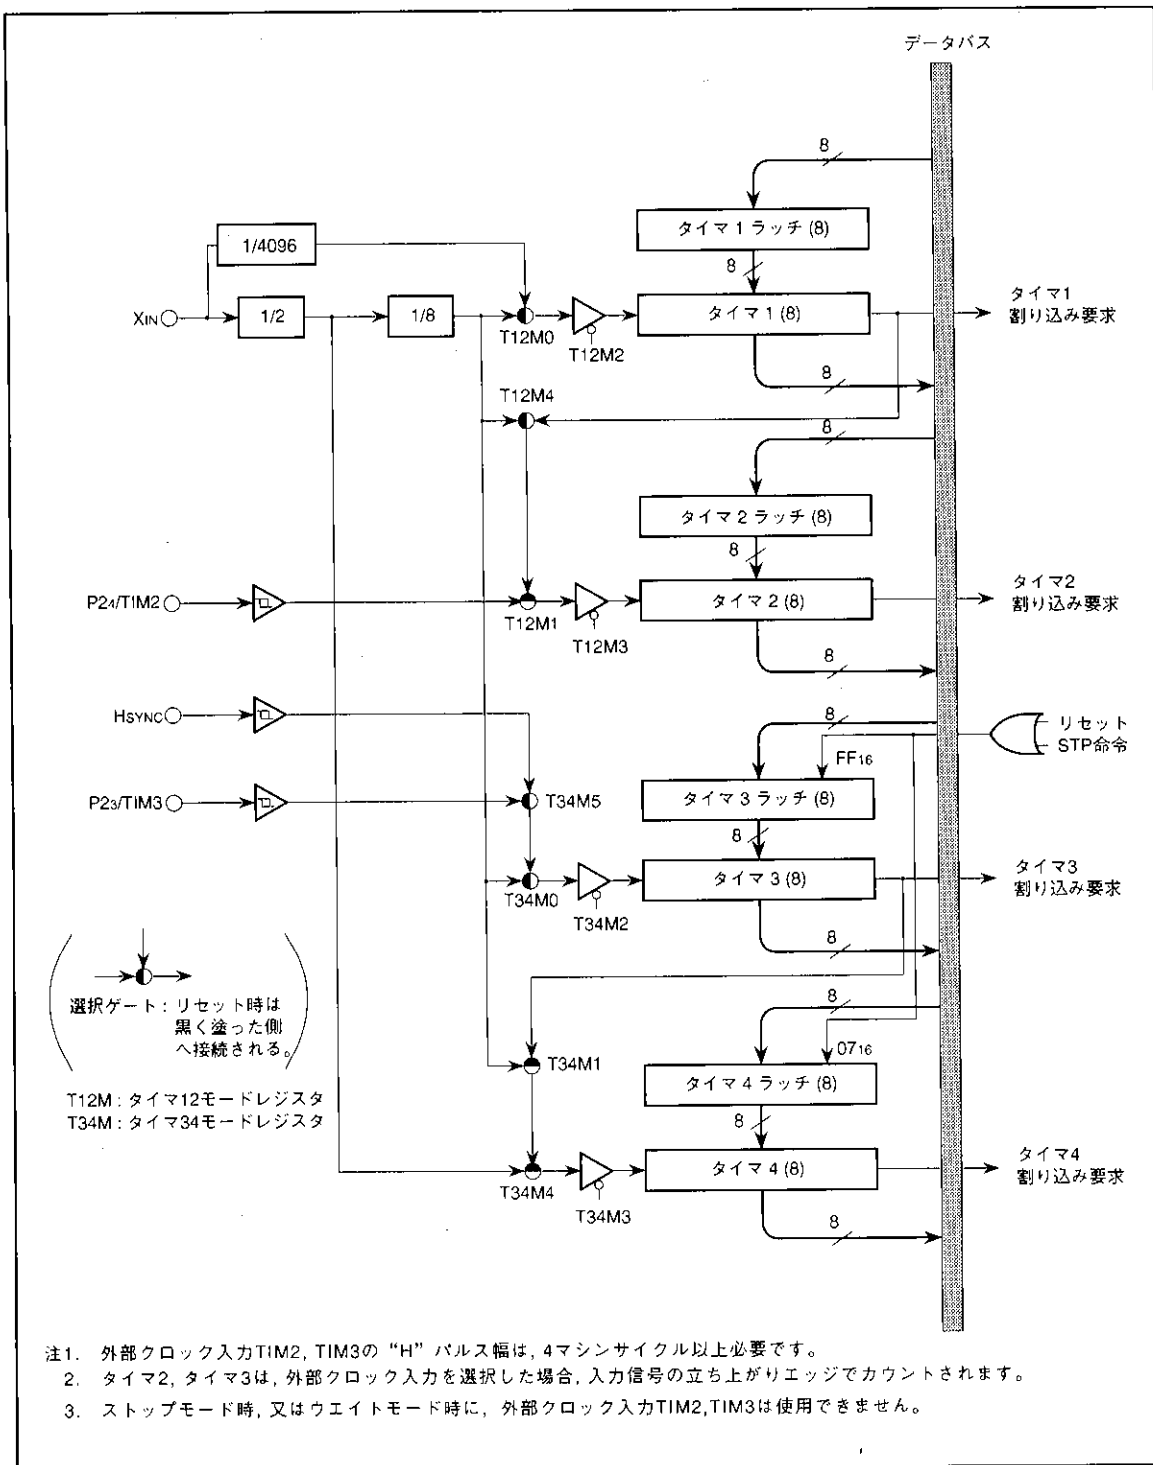 データバス
8
タイマ 1 ラッチ (8)
1/4096
8
XIN
1/2
1/8
T12M0
T12M2
タイマ 1 (8)
タイマ1
割り込み要求
8
T12M4
8
タイマ 2 ラッチ (8)
8
P24/TIM2
T12M1
T12M3
タイマ 2 (8)
タイマ2
割り込み要求
8
HSYNC
8
リセット
STP命令
FF16
P23/TIM3
T34M5
タイマ 3 ラッチ (8)
8
T34M0
T34M2
タイマ 3 (8)
タイマ3
割り込み要求
8
選択ゲート : リセット時は
黒く塗った側
へ接続される。
8
0716
T34M1
タイマ 4 ラッチ (8)
T12M : タイマ12モードレジスタ
T34M : タイマ34モードレジスタ
8
T34M4
T34M3
タイマ 4 (8)
タイマ4
割り込み要求
8
注1. 外部クロック入力TIM2, TIM3の “H” パルス幅は, 4マシンサイクル以上必要です。
2. タイマ2, タイマ3は, 外部クロック入力を選択した場合, 入力信号の立ち上がりエッジでカウントされます。
3. ストップモード時, 又はウエイトモード時に, 外部クロック入力TIM2,TIM3は使用できません。